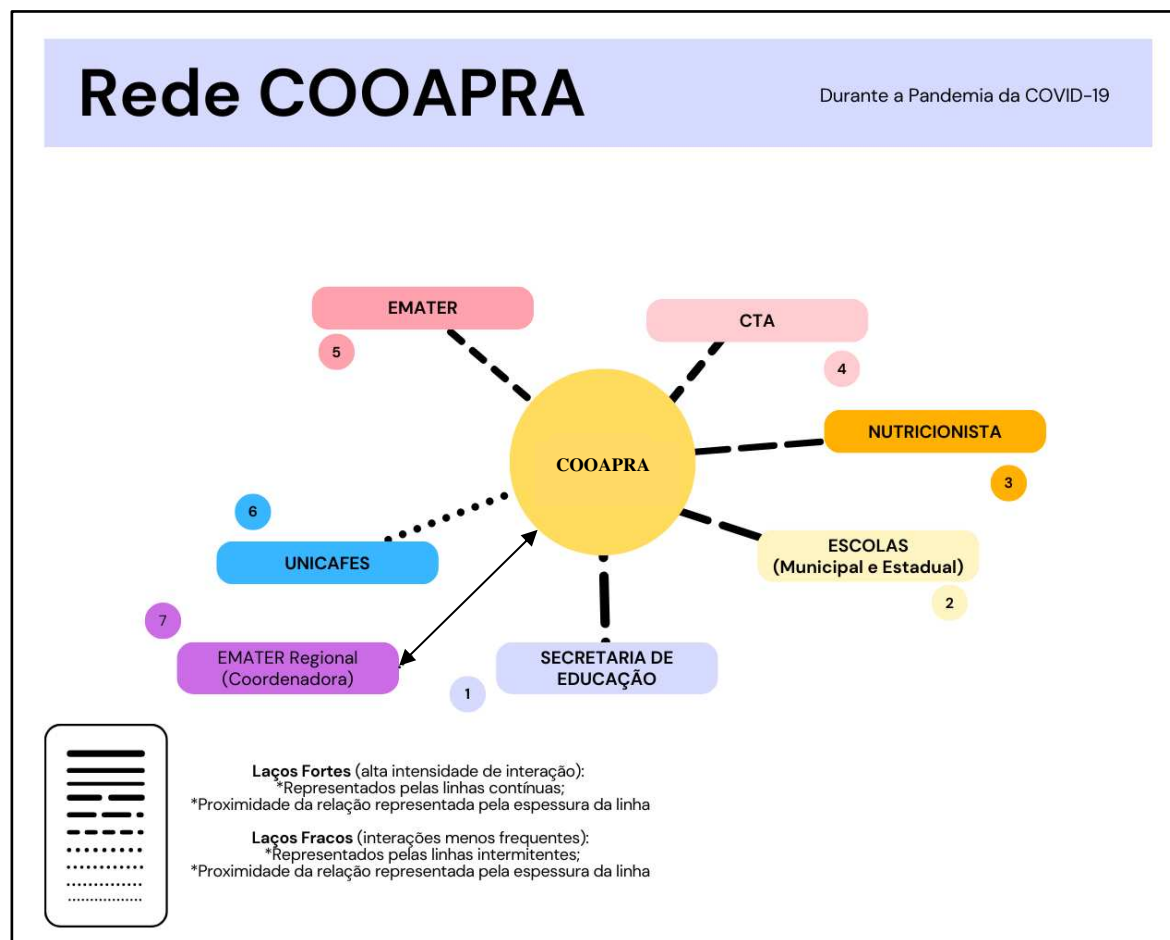 Rede COOAPRA
Durante a Pandemia da COVID-19
EMATER
5
CTA
4
NUTRICIONISTA
3
COOAPRA
6
UNICAFES
ESCOLAS
(Municipal e Estadual)
2
7
EMATER Regional
(Coordenadora)
SECRETARIA DE
EDUCAÇÃO
1
Laços Fortes (alta intensidade de interação):
*Representados pelas linhas contínuas;
*Proximidade da relação representada pela espessura da linha
Laços Fracos (interações menos frequentes):
*Representados pelas linhas intermitentes;
*Proximidade da relação representada pela espessura da linha